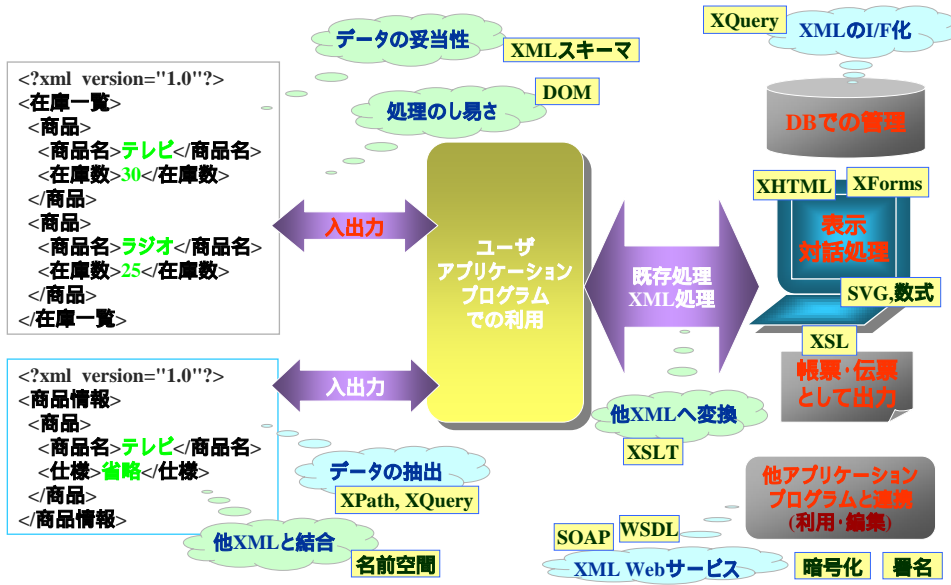 データの妥当性
XMLスキーマ
処理のし易さ
DOM
XQuery
XMLのI/F化
DBでの管理
<?xml version="1.0"?>
<在庫一覧>
<商品>
<商品名>テレビ</商品名>
<在庫数>30</在庫数>
</商品>
<商品>
<商品名>ラジオ</商品名>
<在庫数>25</在庫数>
</商品>
</在庫一覧>
入出力
ユーザ
アプリケーション
プログラム
での利用
既存処理
XML処理
XHTML
XForms
表示
対話処理
SVG,数式
XSL
帳票・伝票
として出力
<?xml version="1.0"?>
<商品情報>
<商品>
<商品名>テレビ</商品名>
<仕様>省略</仕様>
</商品>
</商品情報>
入出力
他XMLへ変換
XSLT
データの抽出
XPath, XQuery
他XMLと結合
名前空間
他アプリケーション
プログラムと連携
(利用・編集)
SOAP
WSDL
XML Webサービス
暗号化
署名